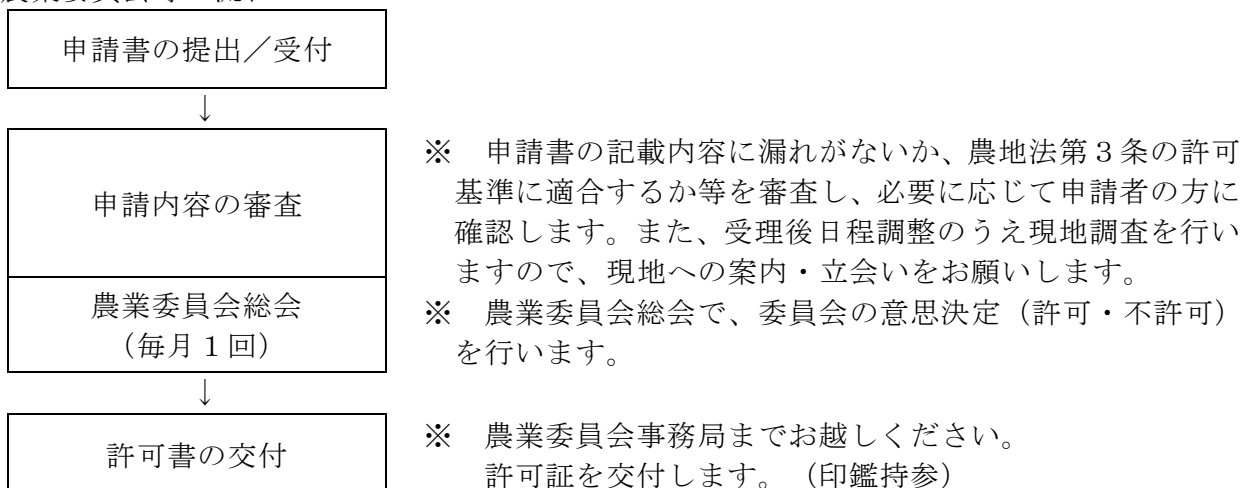 申請書の提出／受付
↓
申請内容の審査
※　申請書の記載内容に漏れがないか、農地法第３条の許可
基準に適合するか等を審査し、必要に応じて申請者の方に
確認します。また、受理後日程調整のうえ現地調査を行い
ますので、現地への案内・立会いをお願いします。
農業委員会総会
（毎月１回）
※　農業委員会総会で、委員会の意思決定（許可・不許可）
を行います。
↓
許可書の交付
※　農業委員会事務局までお越しください。
許可証を交付します。（印鑑持参）